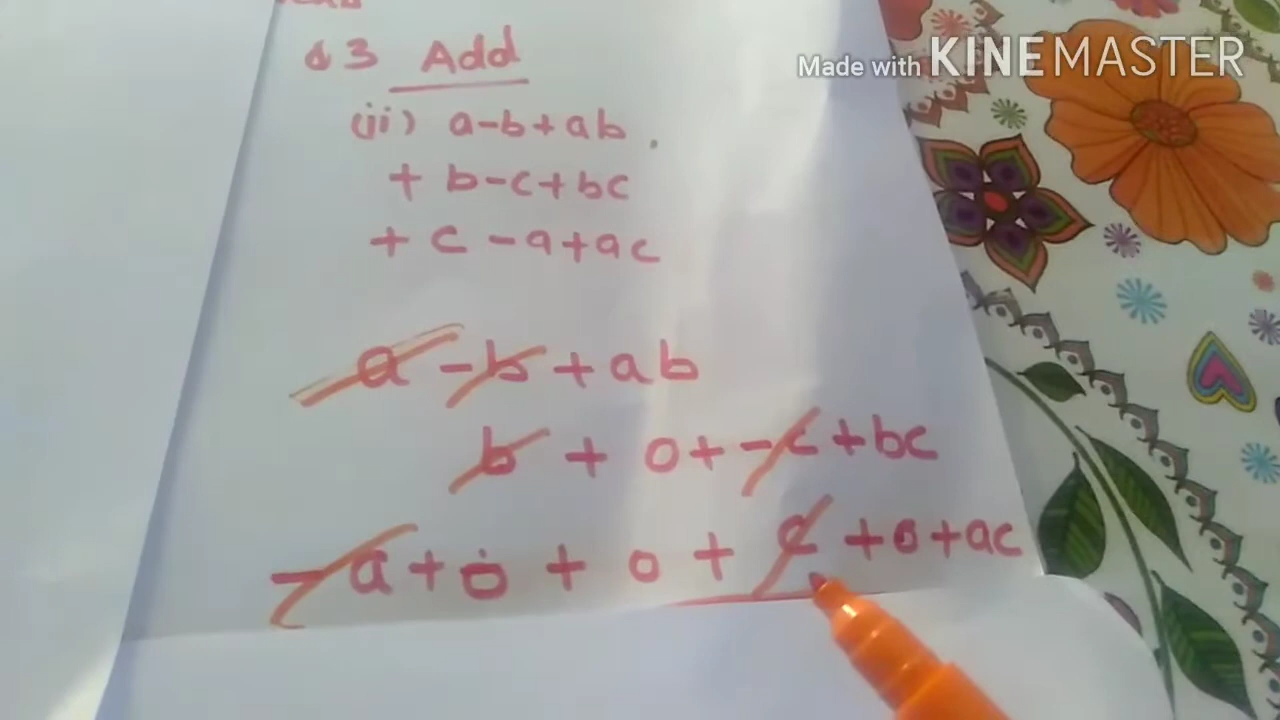 Made with KINEMASTER
Q3 Add
(ii) a-b+ab,
+ b-c+bc
+ c-a+ac
a-b+ab
b+0+-c+bc
-a+0+0+c+0+ac